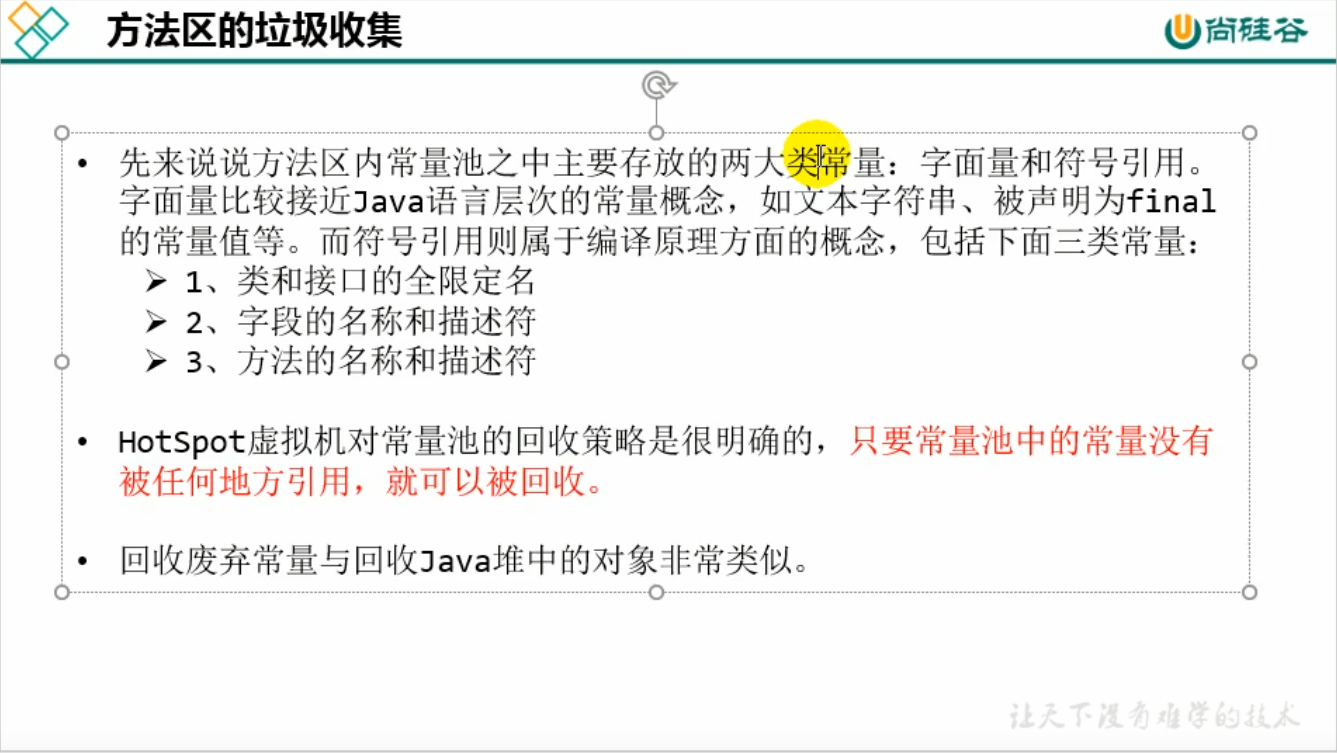 方法区的垃圾收集
尚硅谷
• 先来说说方法区内常量池之中主要存放的两大类常量：字面量和符号引用。
字面量比较接近Java语言层次的常量概念，如文本字符串、被声明为final
的常量值等。而符号引用则属于编译原理方面的概念，包括下面三类常量：
➢ 1、类和接口的全限定名
➢ 2、字段的名称和描述符
➢ 3、方法的名称和描述符
• HotSpot虚拟机对常量池的回收策略是很明确的，只要常量池中的常量没有
被任何地方引用，就可以被回收。
• 回收废弃常量与回收Java堆中的对象非常类似。
让天下没有难学的技术